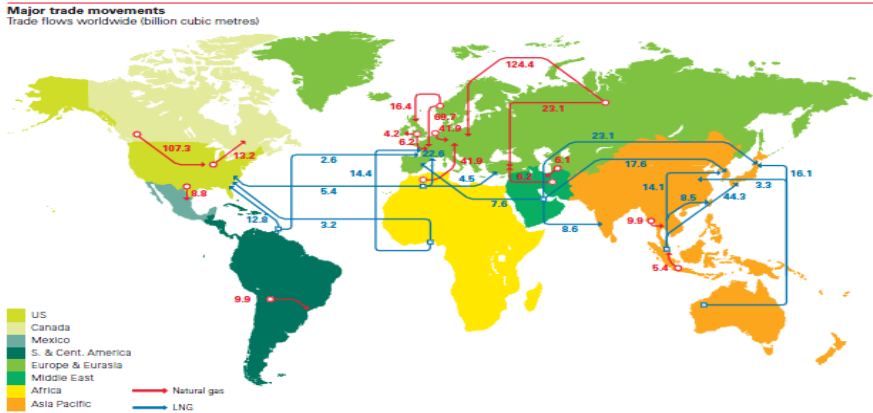 Major trade movements
Trade flows worldwide (billion cubic metres)
124.4
16.4
69.7
23.1
4.2
41.9
6.2
107.3
13.2
2.6
22.6
23.1
6.1
14.4
41.9
17.6
6.2
16.1
8.8
5.4
4.5
14.1
3.3
7.6
8.5
44.3
12.8
3.2
8.6
9.9
5.4
9.9
US
Canada
Mexico
S. & Cent. America
Europe & Eurasia
Middle East
Africa
Asia Pacific
Natural gas
LNG